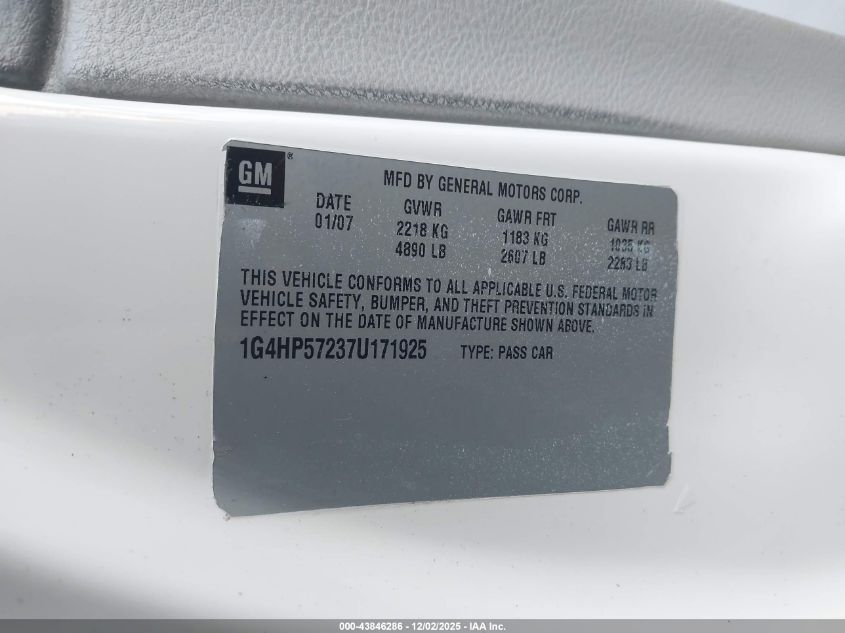 GM ®
MFD BY GENERAL MOTORS CORP.
DATE GVWR GAWR FRT GAWR RR
01/07 2218 KG 1183 KG 1035 KG
4890 LB 2607 LB 2283 LB
THIS VEHICLE CONFORMS TO ALL APPLICABLE U.S. FEDERAL MOTOR
VEHICLE SAFETY, BUMPER, AND THEFT PREVENTION STANDARDS IN
EFFECT ON THE DATE OF MANUFACTURE SHOWN ABOVE.
1G4HP57237U171925 TYPE: PASS CAR
000-43846286 - 12/02/2025 - IAA Inc.